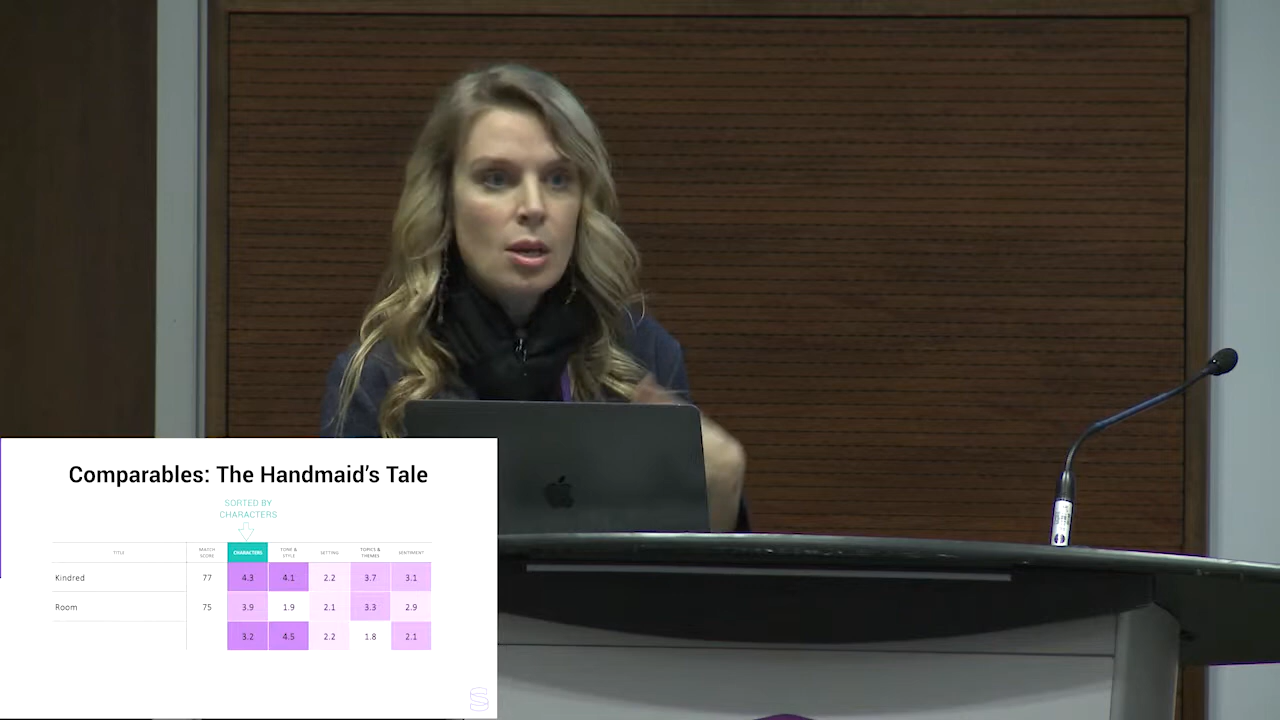 Comparables: The Handmaid's Tale
SORTED BY
CHARACTERS
TITLE MATCH SCORE CHARACTERS TONE & STYLE SETTING TOPICS & THEMES SENTIMENT
Kindred 77 4.3 4.1 2.2 3.7 3.1
Room 75 3.9 1.9 2.1 3.3 2.9
3.2 4.5 2.2 1.8 2.1
S